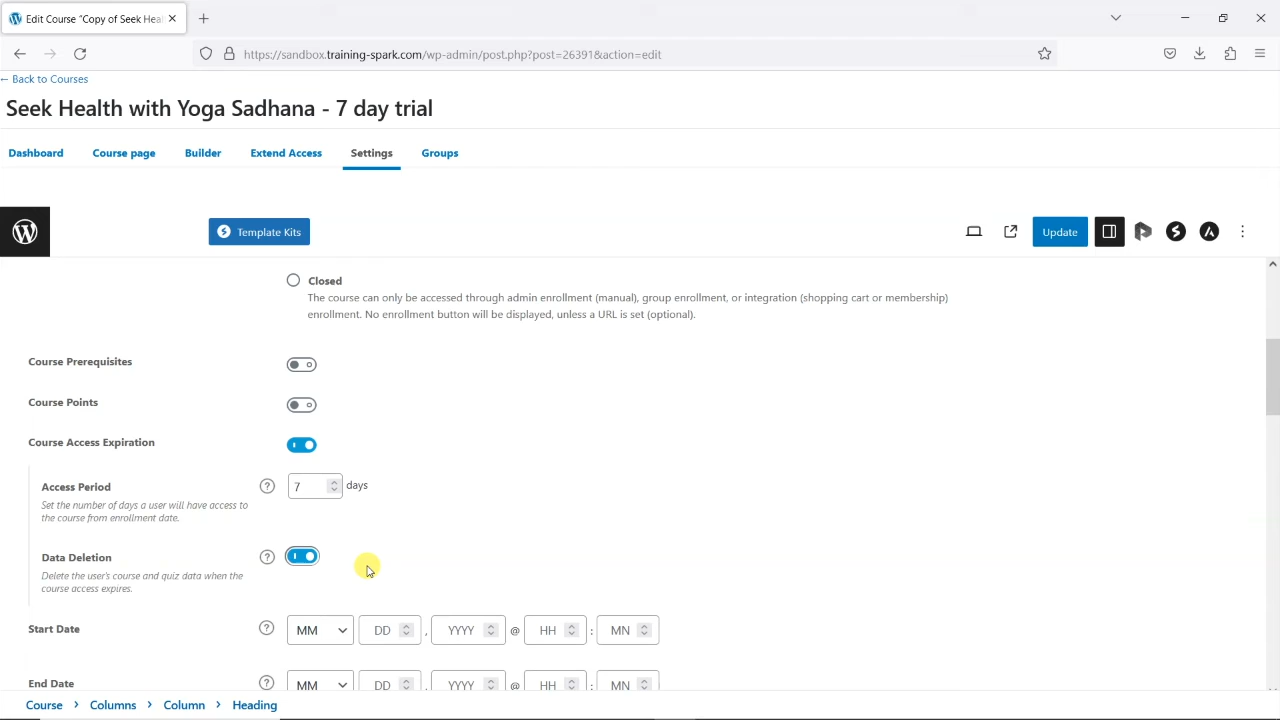 Edit Course "Copy of Seek Hea
https://sandbox.training-spark.com/wp-admin/post.php?post=26391&action=edit
← Back to Courses
Seek Health with Yoga Sadhana - 7 day trial
Dashboard Course page Builder Extend Access Settings Groups
Template Kits Update
Closed
The course can only be accessed through admin enrollment (manual), group enrollment, or integration (shopping cart or membership)
enrollment. No enrollment button will be displayed, unless a URL is set (optional).
Course Prerequisites
Course Points
Course Access Expiration
Access Period 7 days
Set the number of days a user will have access to
the course from enrollment date.
Data Deletion
Delete the user's course and quiz data when the
course access expires.
Start Date MM DD , YYYY @ HH : MN
End Date MM DD , YYYY @ HH : MN
Course > Columns > Column > Heading